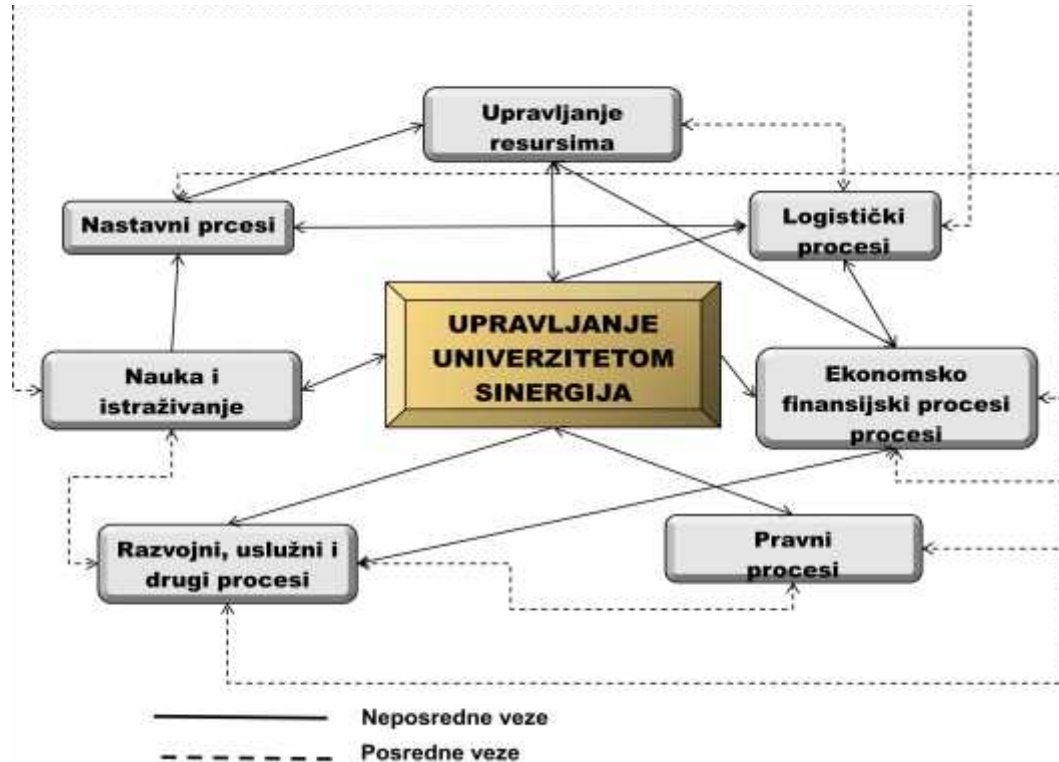 Upravljanje
resursima
Nastavni prcesi
Logistički
procesi
UPRAVLJANJE
UNIVERZITETOM
SINERGIJA
Nauka i
istraživanje
Ekonomsko
finansijski procesi
procesi
Razvojni, uslužni i
drugi procesi
Pravni
procesi
Neposredne veze
Posredne veze